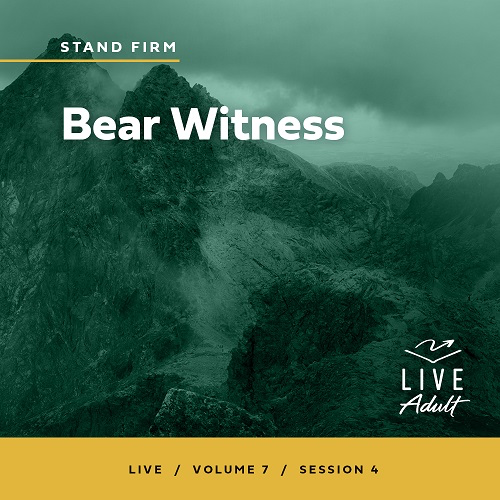 STAND FIRM
Bear Witness
LIVE
Adult
LIVE / VOLUME 7 / SESSION 4